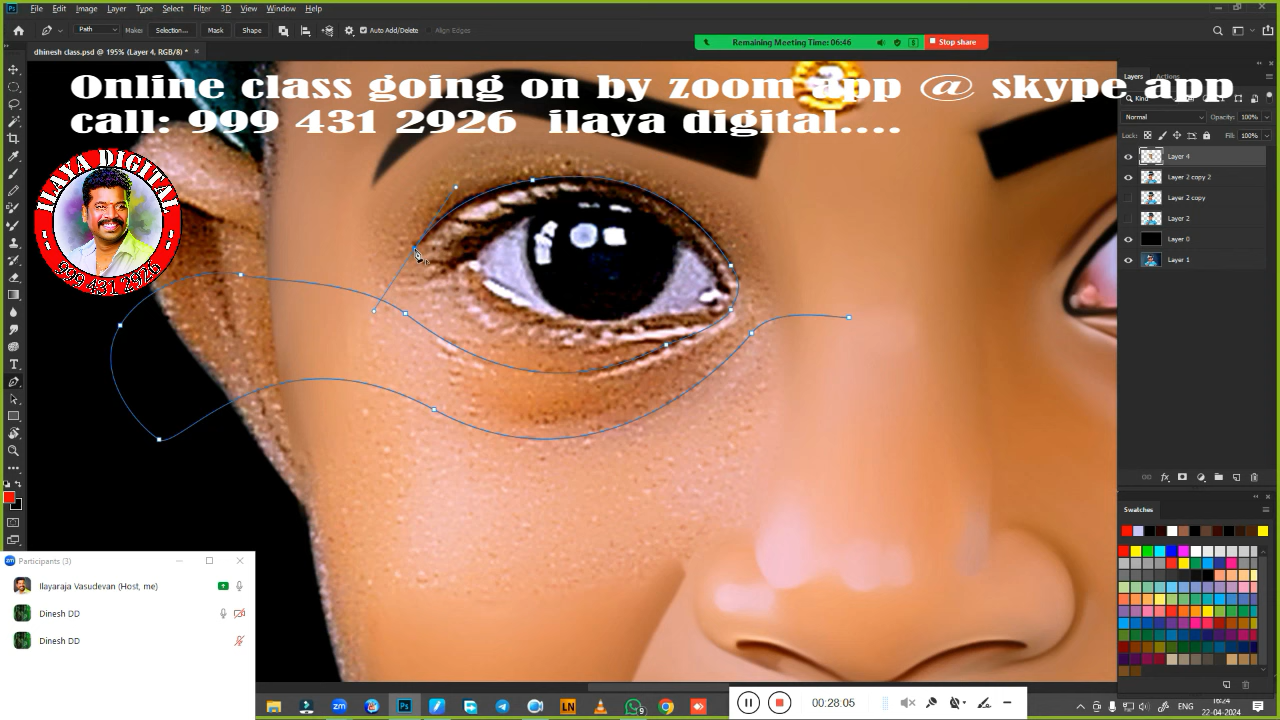 File Edit Image Layer Type Select Filter 3D View Window Help
Path Makes Selection... Mask Shape Auto Add/Delete Align Edges
Remaining Meeting Time: 06:46 Stop share
dhinesh class.psd @ 195% (Layer 4, RGB/8) *
Online class going on by zoom app @ skype app
call: 999 431 2926 ilaya digital....
ILAYA DIGITAL
999 431 2926
Layers Actions
Kind
Normal Opacity: 100%
Lock: Fill: 100%
Layer 4
Layer 2 copy 2
Layer 2 copy
Layer 2
Layer 0
Layer 1
Swatches
Participants (3)
Ilayaraja Vasudevan (Host, me)
Dinesh DD
Dinesh DD
00:28:05
ENG
16:24
22-04-2024